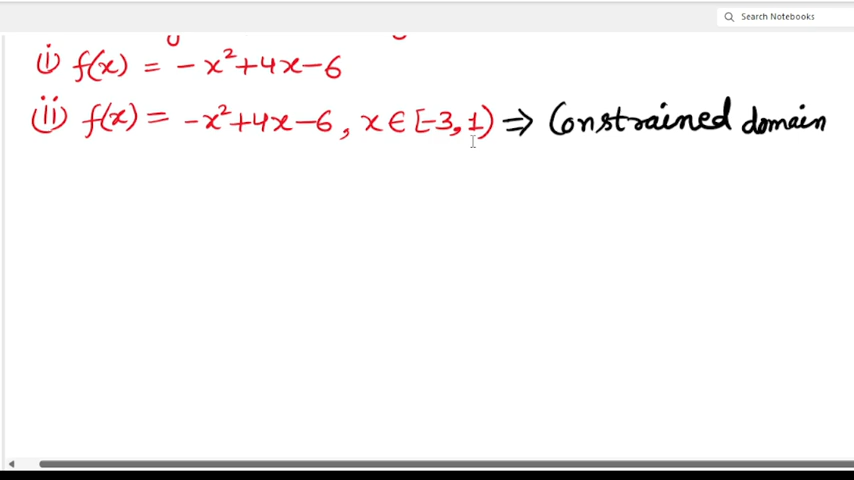 Search Notebooks
(i) f(x) = -x²+4x-6
(ii) f(x) = -x²+4x-6, x ∈ [-3, 1) ⇒ Constrained domain